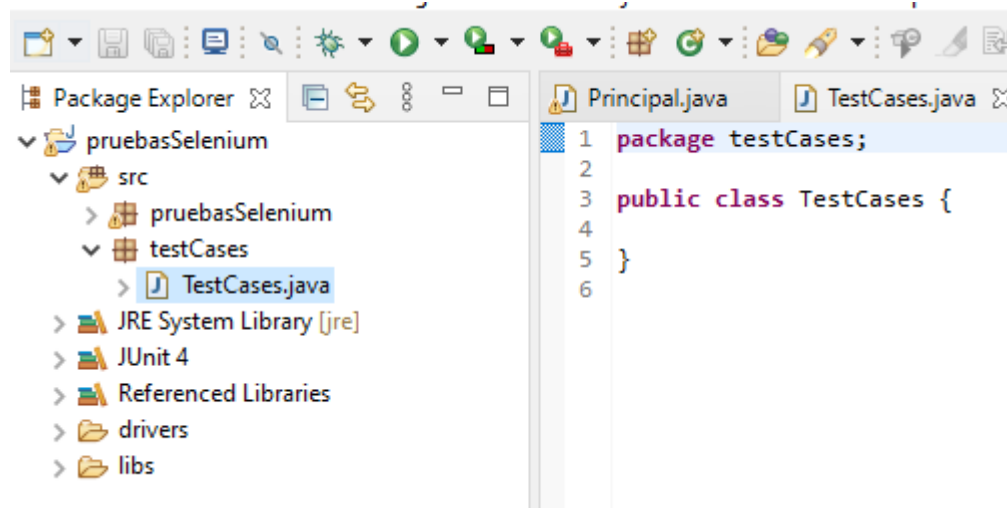 Package Explorer
pruebasSelenium
src
pruebasSelenium
testCases
TestCases.java
JRE System Library [jre]
JUnit 4
Referenced Libraries
drivers
libs
Principal.java
TestCases.java
1 package testCases;
2
3 public class TestCases {
4
5 }
6